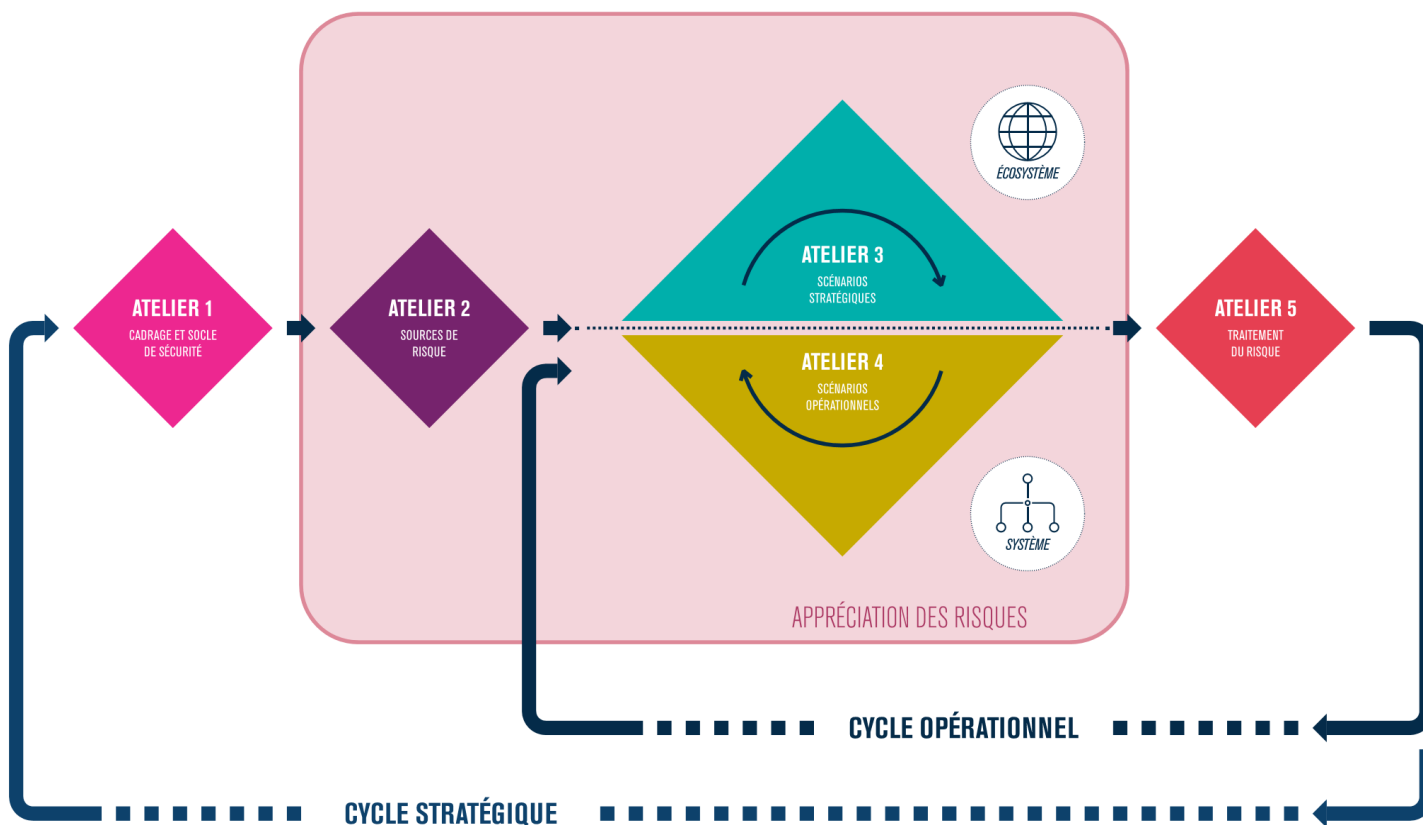 ÉCOSYSTÈME
ATELIER 1
CADRAGE ET SOCLE
DE SÉCURITÉ
ATELIER 2
SOURCES DE
RISQUE
ATELIER 3
SCÉNARIOS
STRATÉGIQUES
ATELIER 4
SCÉNARIOS
OPÉRATIONNELS
ATELIER 5
TRAITEMENT
DU RISQUE
SYSTÈME
APPRÉCIATION DES RISQUES
CYCLE OPÉRATIONNEL
CYCLE STRATÉGIQUE